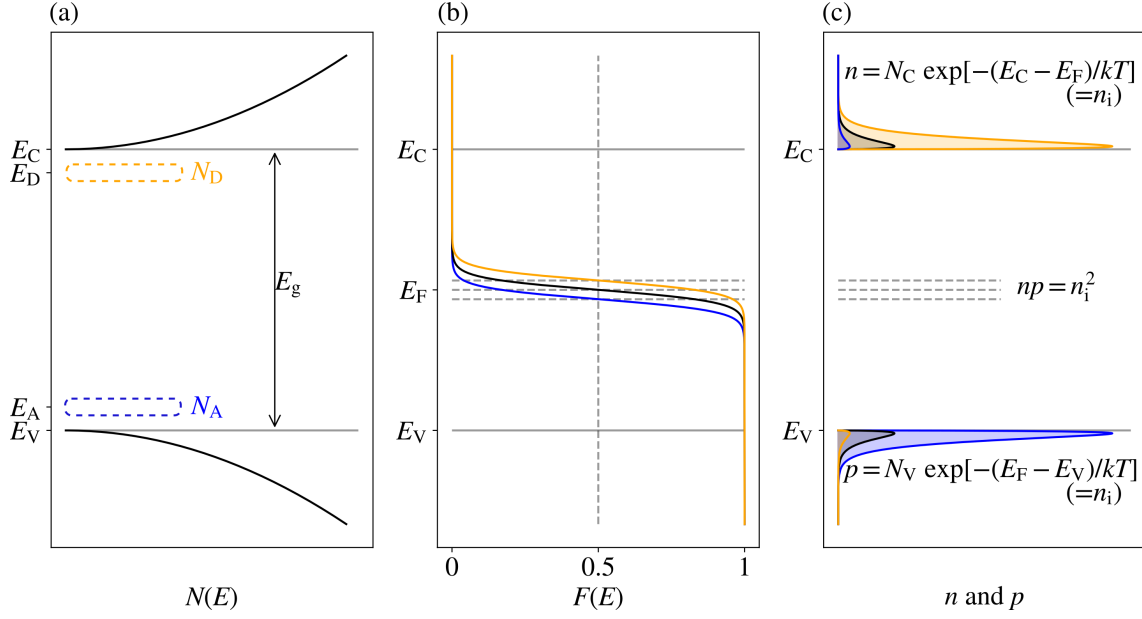 (a)
E_C
E_D
N_D
E_g
E_A
N_A
E_V
N(E)
(b)
E_C
E_F
E_V
0
0.5
1
F(E)
(c)
n = N_C exp[−(E_C − E_F)/kT]
(=n_i)
E_C
np = n_i^2
E_V
p = N_V exp[−(E_F − E_V)/kT]
(=n_i)
n and p